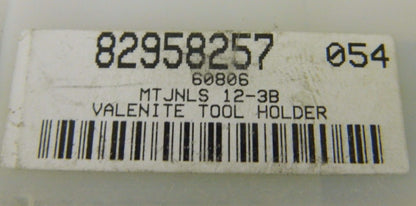 82958257 054
60806
MTJNLS 12-3B
VALENITE TOOL HOLDER